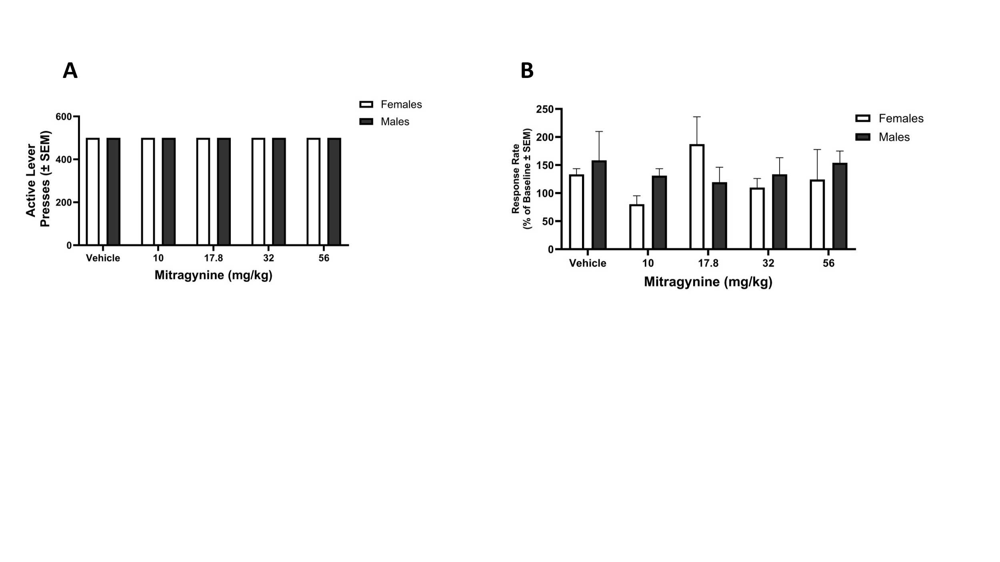 A
Females
Males
600
400
200
0
Active Lever
Presses (± SEM)
Vehicle 10 17.8 32 56
Mitragynine (mg/kg)
B
Females
Males
250
200
150
100
50
0
Response Rate
(% of Baseline ± SEM)
Vehicle 10 17.8 32 56
Mitragynine (mg/kg)